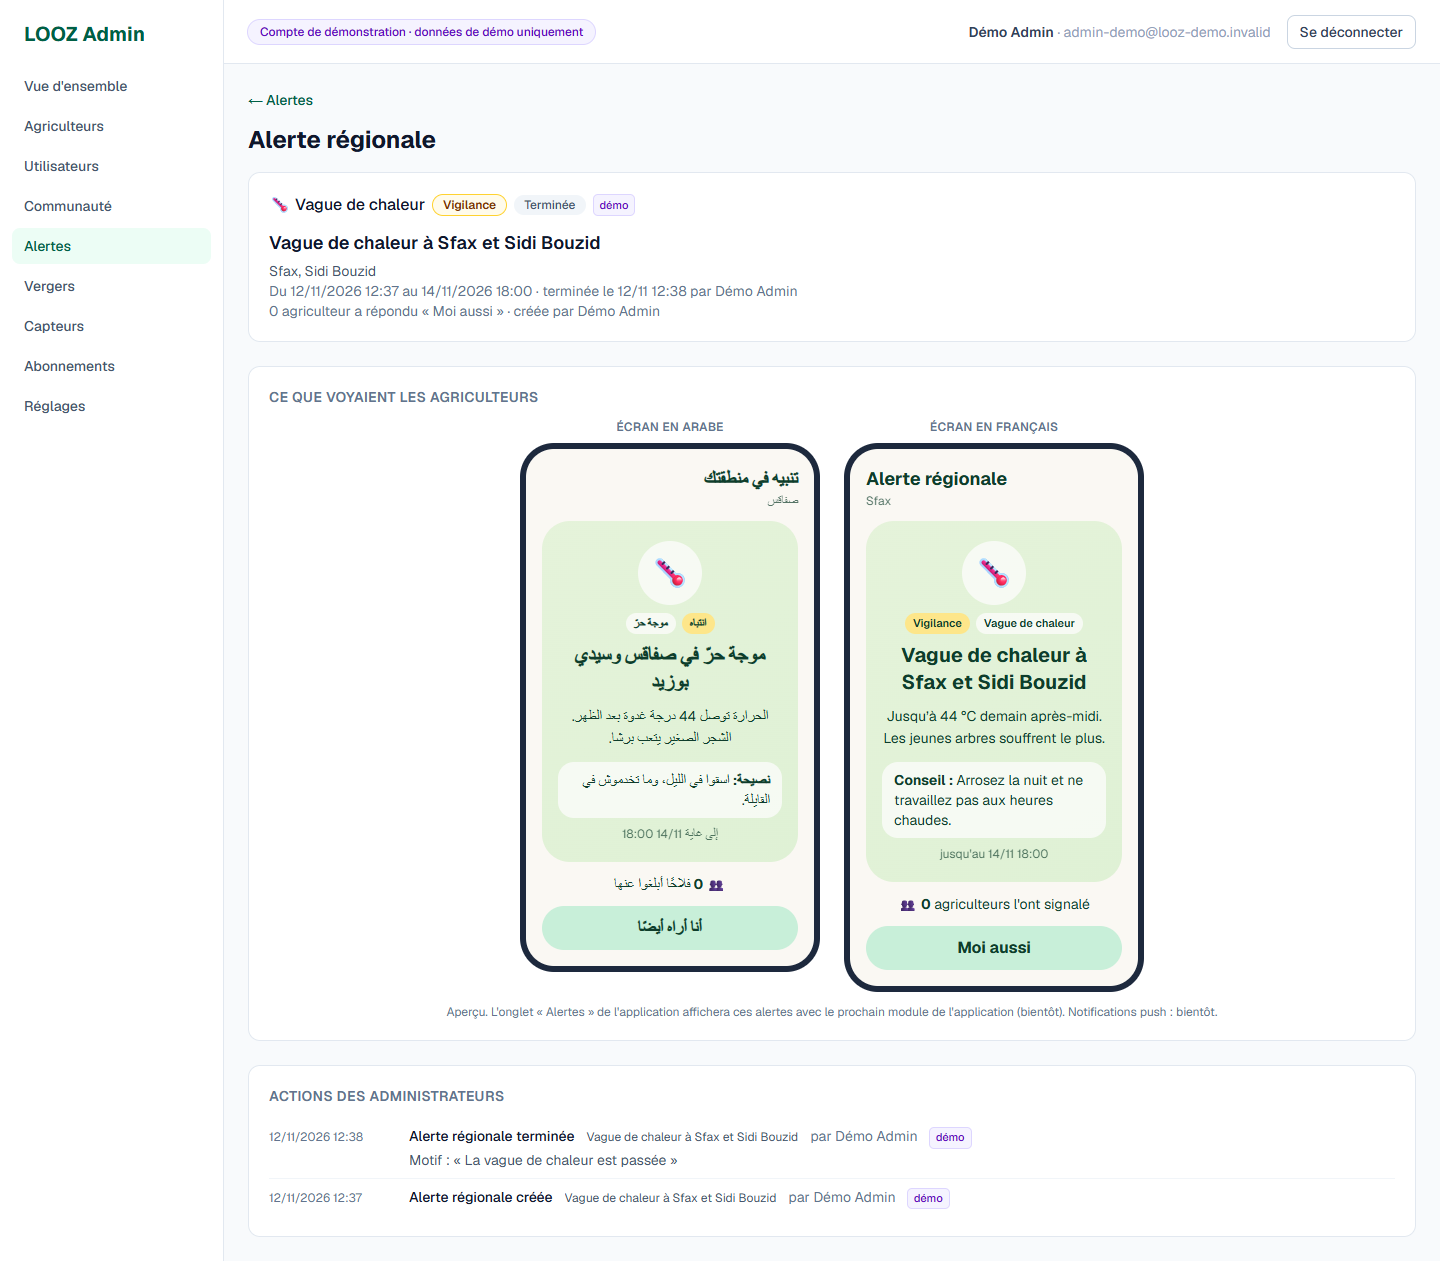 LOOZ Admin
Compte de démonstration · données de démo uniquement
Démo Admin · admin-demo@looz-demo.invalid
Se déconnecter
Vue d'ensemble
Agriculteurs
Utilisateurs
Communauté
Alertes
Vergers
Capteurs
Abonnements
Réglages
← Alertes
Alerte régionale
Vague de chaleur
Vigilance
Terminée
démo
Vague de chaleur à Sfax et Sidi Bouzid
Sfax, Sidi Bouzid
Du 12/11/2026 12:37 au 14/11/2026 18:00 · terminée le 12/11 12:38 par Démo Admin
0 agriculteur a répondu « Moi aussi » · créée par Démo Admin
CE QUE VOYAIENT LES AGRICULTEURS
ÉCRAN EN ARABE
تنبيه في منطقتك
صفاقس
انتباه
موجة حرّ
موجة حرّ في صفاقس وسيدي
بوزيد
الحرارة توصل 44 درجة غدوة بعد الظهر.
الشجر الصغير يتعب برشا.
نصيحة: اسقوا في الليل، وما تخدموش في
القايلة.
إلى غاية 14/11 18:00
0 فلاحًا أبلغوا عنها
أنا أراه أيضًا
ÉCRAN EN FRANÇAIS
Alerte régionale
Sfax
Vigilance
Vague de chaleur
Vague de chaleur à
Sfax et Sidi Bouzid
Jusqu'à 44 °C demain après-midi.
Les jeunes arbres souffrent le plus.
Conseil : Arrosez la nuit et ne
travaillez pas aux heures
chaudes.
jusqu'au 14/11 18:00
0 agriculteurs l'ont signalé
Moi aussi
Aperçu. L'onglet « Alertes » de l'application affichera ces alertes avec le prochain module de l'application (bientôt). Notifications push : bientôt.
ACTIONS DES ADMINISTRATEURS
12/11/2026 12:38 Alerte régionale terminée Vague de chaleur à Sfax et Sidi Bouzid par Démo Admin démo
Motif : « La vague de chaleur est passée »
12/11/2026 12:37 Alerte régionale créée Vague de chaleur à Sfax et Sidi Bouzid par Démo Admin démo